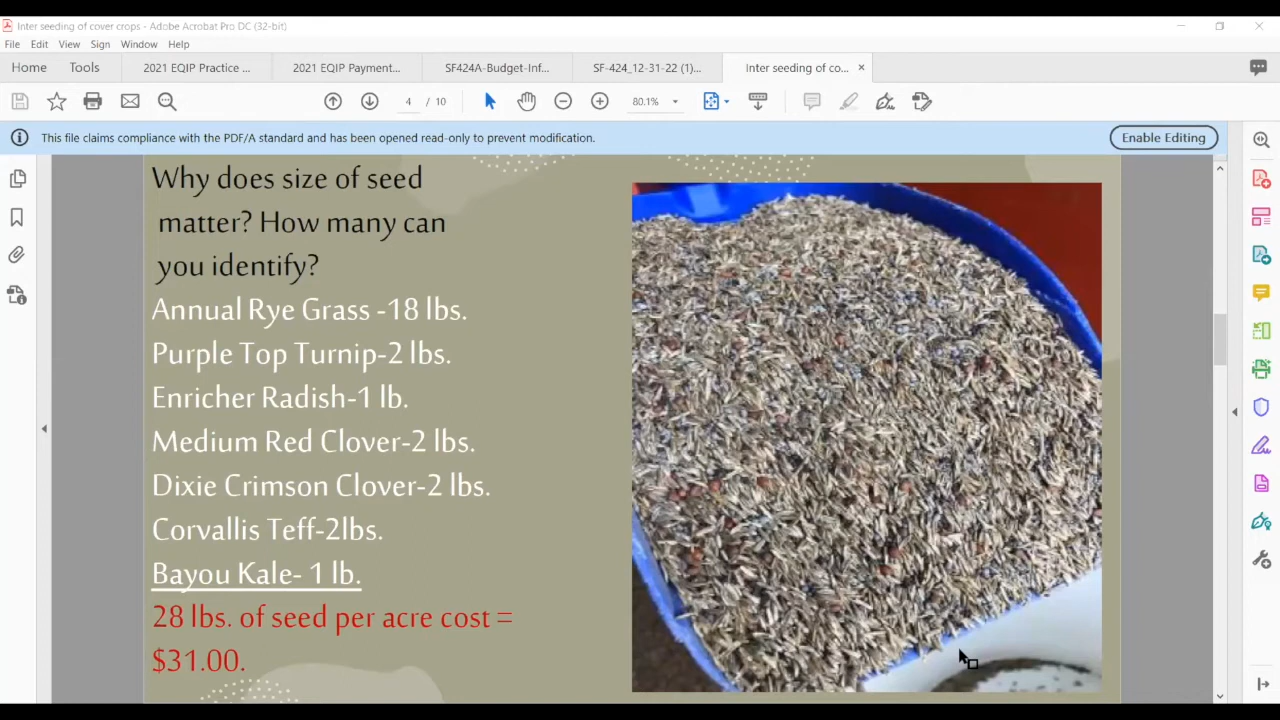 Inter seeding of cover crops - Adobe Acrobat Pro DC (32-bit)
File Edit View Sign Window Help
Home Tools 2021 EQIP Practice ... 2021 EQIP Payment... SF424A-Budget-Inf... SF-424_12-31-22 (1)... Inter seeding of co... ×
4 / 10 80.1%
This file claims compliance with the PDF/A standard and has been opened read-only to prevent modification. Enable Editing
Why does size of seed
matter? How many can
you identify?
Annual Rye Grass -18 lbs.
Purple Top Turnip-2 lbs.
Enricher Radish-1 lb.
Medium Red Clover-2 lbs.
Dixie Crimson Clover-2 lbs.
Corvallis Teff-2lbs.
Bayou Kale- 1 lb.
28 lbs. of seed per acre cost =
$31.00.